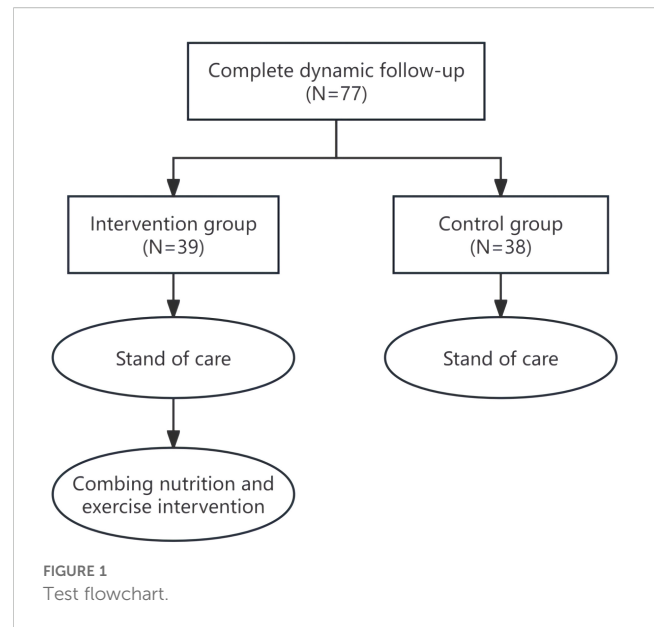 Complete dynamic follow-up
(N=77)
Intervention group
(N=39)
Control group
(N=38)
Stand of care
Stand of care
Combing nutrition and
exercise intervention
FIGURE 1
Test flowchart.